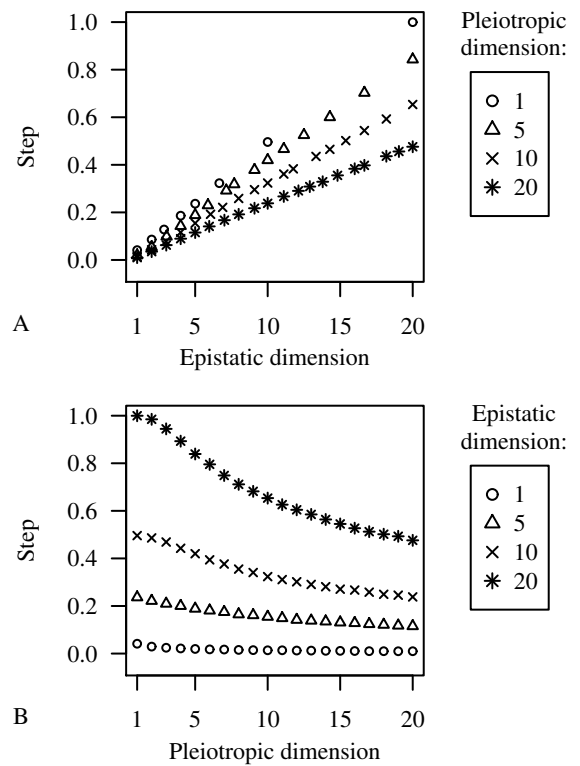 1.0
0.8
0.6
0.4
0.2
0.0
Step
1 5 10 15 20
Epistatic dimension
A
Pleiotropic
dimension:
1
5
10
20
1.0
0.8
0.6
0.4
0.2
0.0
Step
1 5 10 15 20
Pleiotropic dimension
B
Epistatic
dimension:
1
5
10
20